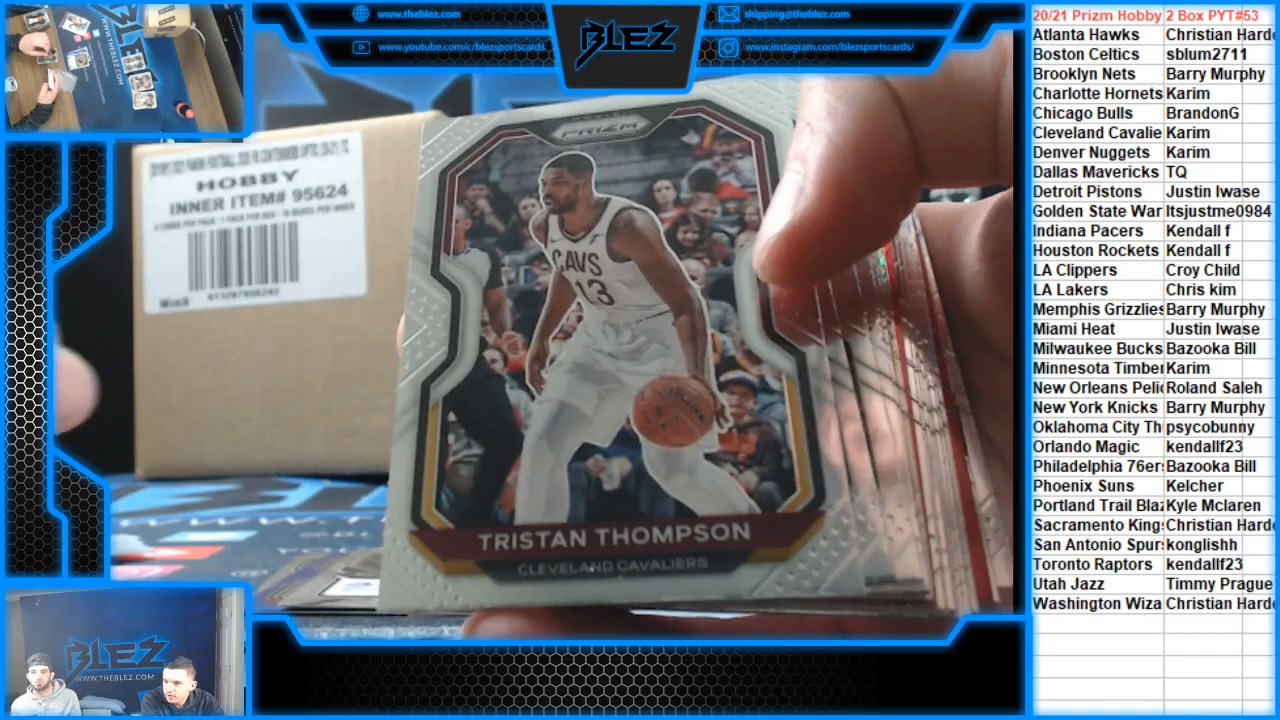 www.theblez.com
shipping@theblez.com
www.youtube.com/c/blezsportscards
www.instagram.com/blezsportscards/
BLEZ
HOBBY
INNER ITEM# 95624
PRIZM
CAVS
13
TRISTAN THOMPSON
CLEVELAND CAVALIERS
BLEZ
WWW.THEBLEZ.COM
20/21 Prizm Hobby 2 Box PYT#53
Atlanta Hawks Christian Harde
Boston Celtics sblum2711
Brooklyn Nets Barry Murphy
Charlotte Hornets Karim
Chicago Bulls BrandonG
Cleveland Cavalie Karim
Denver Nuggets Karim
Dallas Mavericks TQ
Detroit Pistons Justin Iwase
Golden State War Itsjustme0984
Indiana Pacers Kendall f
Houston Rockets Kendall f
LA Clippers Croy Child
LA Lakers Chris kim
Memphis Grizzlies Barry Murphy
Miami Heat Justin Iwase
Milwaukee Bucks Bazooka Bill
Minnesota Timber Karim
New Orleans Pelic Roland Saleh
New York Knicks Barry Murphy
Oklahoma City Th psycobunny
Orlando Magic kendallf23
Philadelphia 76ers Bazooka Bill
Phoenix Suns Kelcher
Portland Trail Blaz Kyle Mclaren
Sacramento Kings Christian Harde
San Antonio Spurs konglishh
Toronto Raptors kendallf23
Utah Jazz Timmy Prague
Washington Wiza Christian Harde